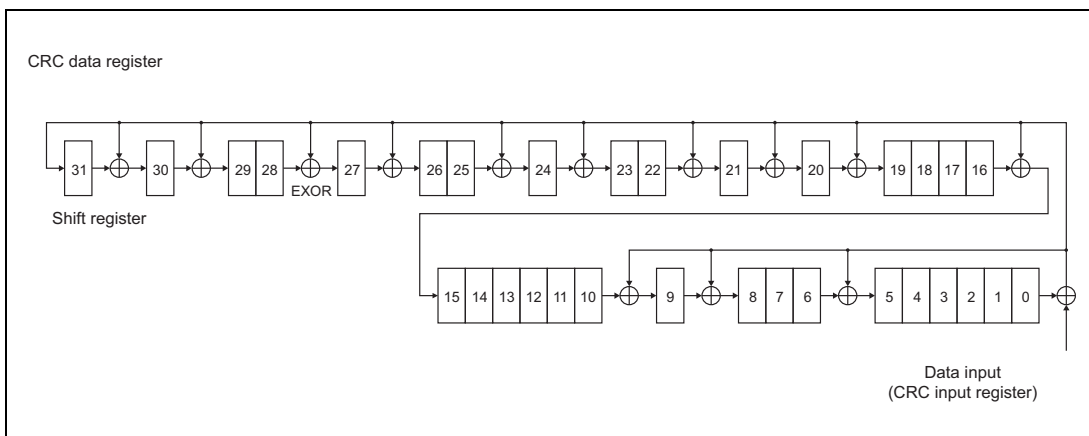 CRC data register
31
30
29 28
27
26 25
24
23 22
21
20
19 18 17 16
EXOR
Shift register
15 14 13 12 11 10
9
8 7 6
5 4 3 2 1 0
Data input
(CRC input register)